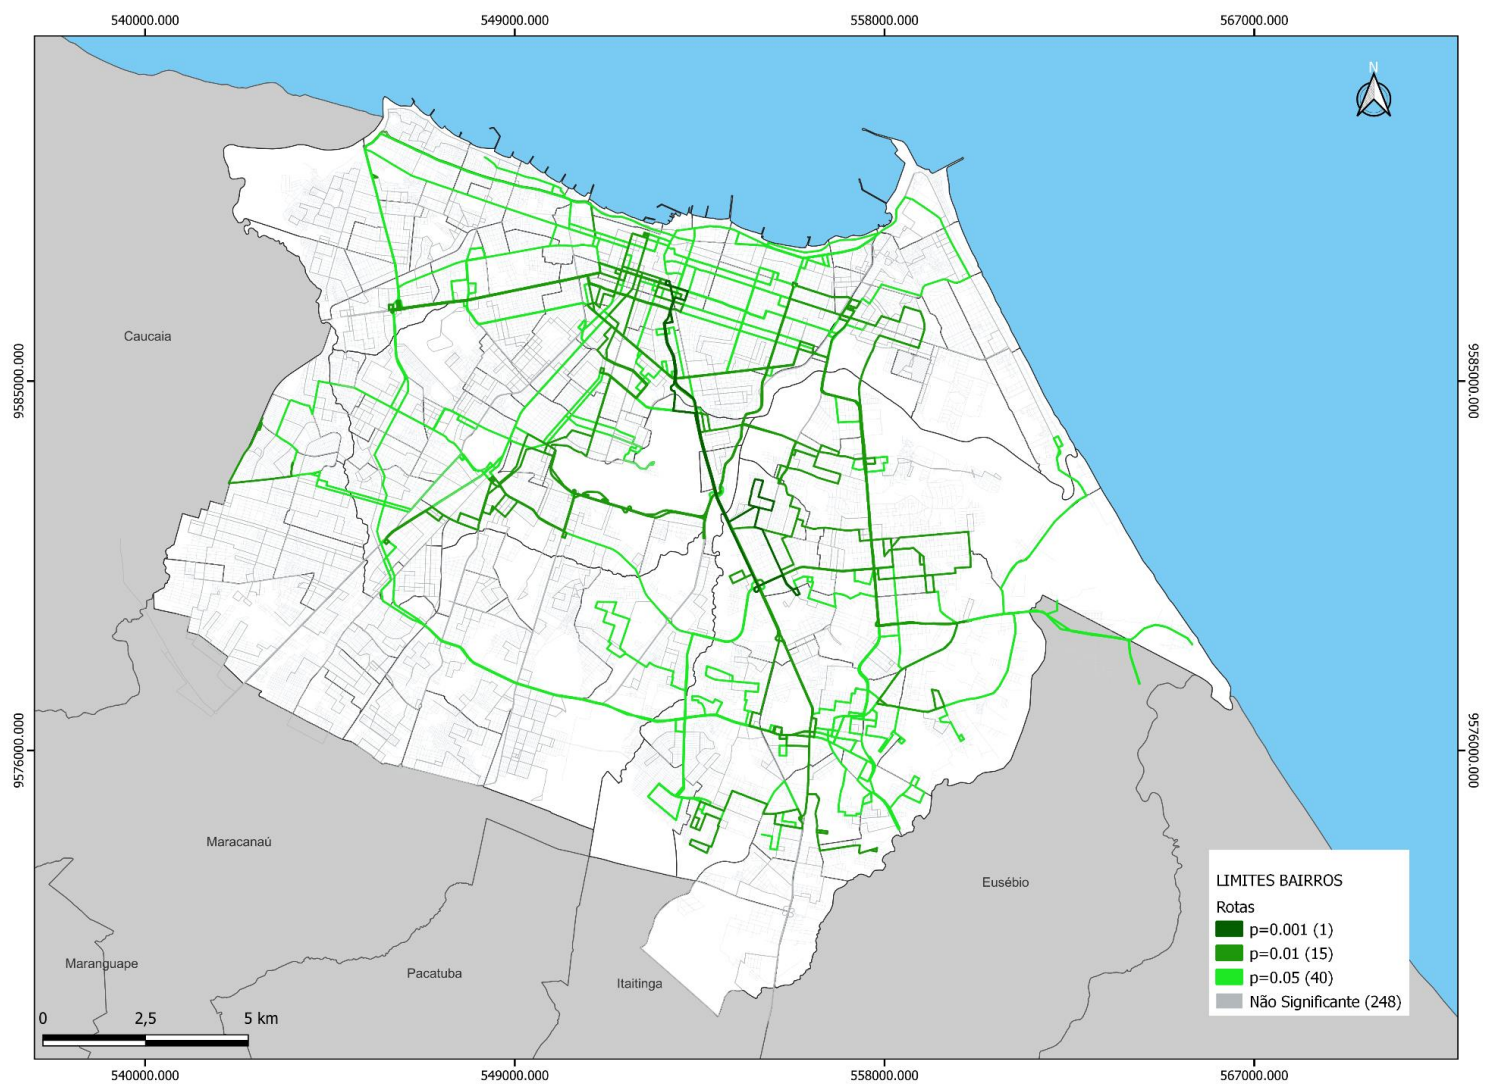 540000.000
549000.000
558000.000
567000.000
N
9585000.000
9585000.000
Caucaia
9576000.000
9576000.000
Maracanaú
Eusébio
Maranguape
Pacatuba
Itaitinga
LIMITES BAIRROS
Rotas
p=0.001 (1)
p=0.01 (15)
p=0.05 (40)
Não Significante (248)
0 2,5 5 km
540000.000
549000.000
558000.000
567000.000